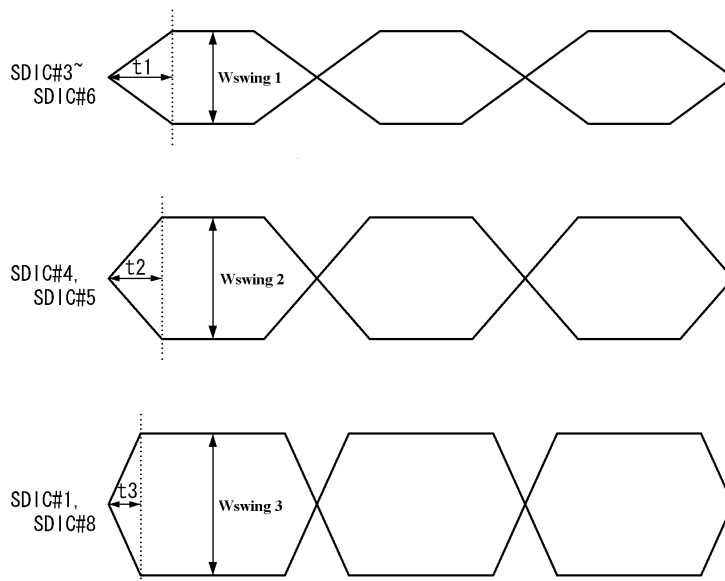 SDIC#3~
SDIC#6
t1
Wswing 1
SDIC#4,
SDIC#5
t2
Wswing 2
SDIC#1,
SDIC#8
t3
Wswing 3